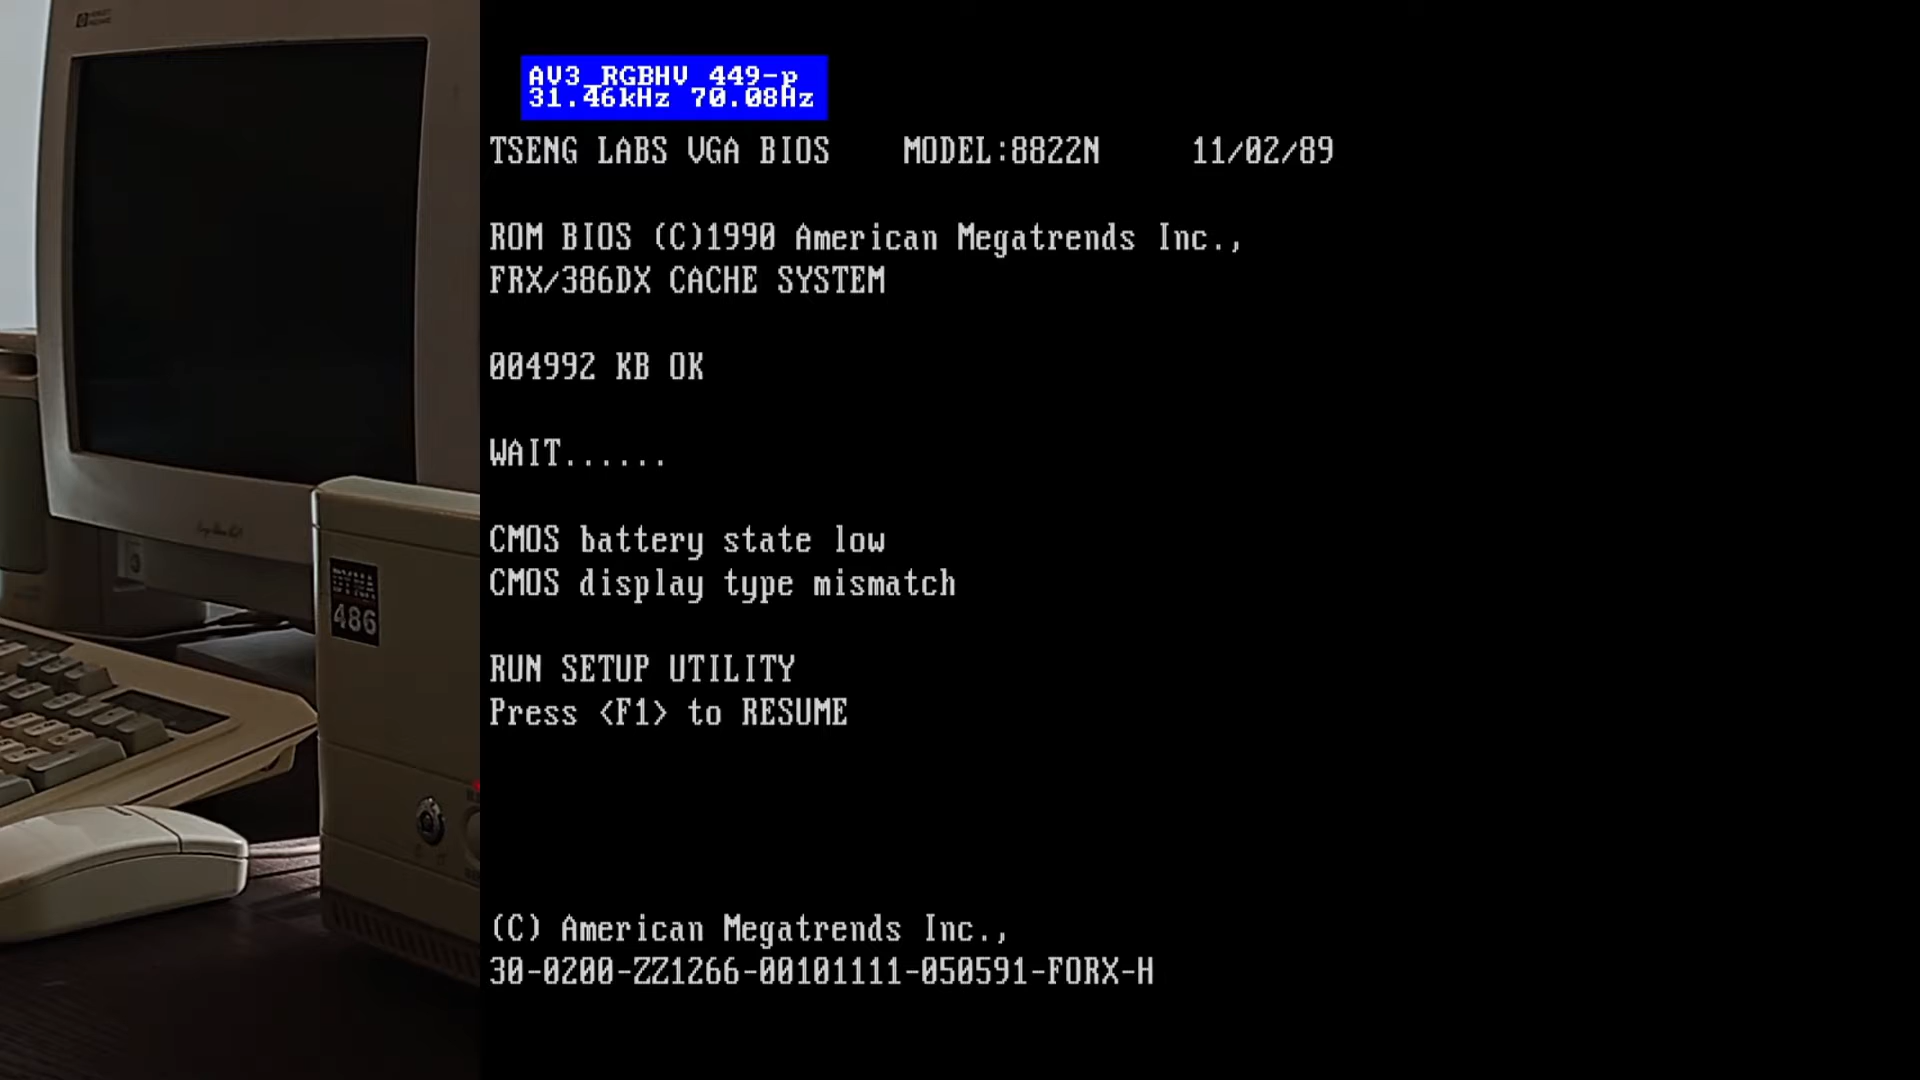 AV3_RGBHV 449-p
31.46kHz 70.08Hz
TSENG LABS VGA BIOS MODEL:8822N 11/02/89
ROM BIOS (C)1990 American Megatrends Inc.,
FRX/386DX CACHE SYSTEM
004992 KB OK
WAIT......
CMOS battery state low
CMOS display type mismatch
RUN SETUP UTILITY
Press <F1> to RESUME
(C) American Megatrends Inc.,
30-0200-ZZ1266-00101111-050591-FORX-H
486